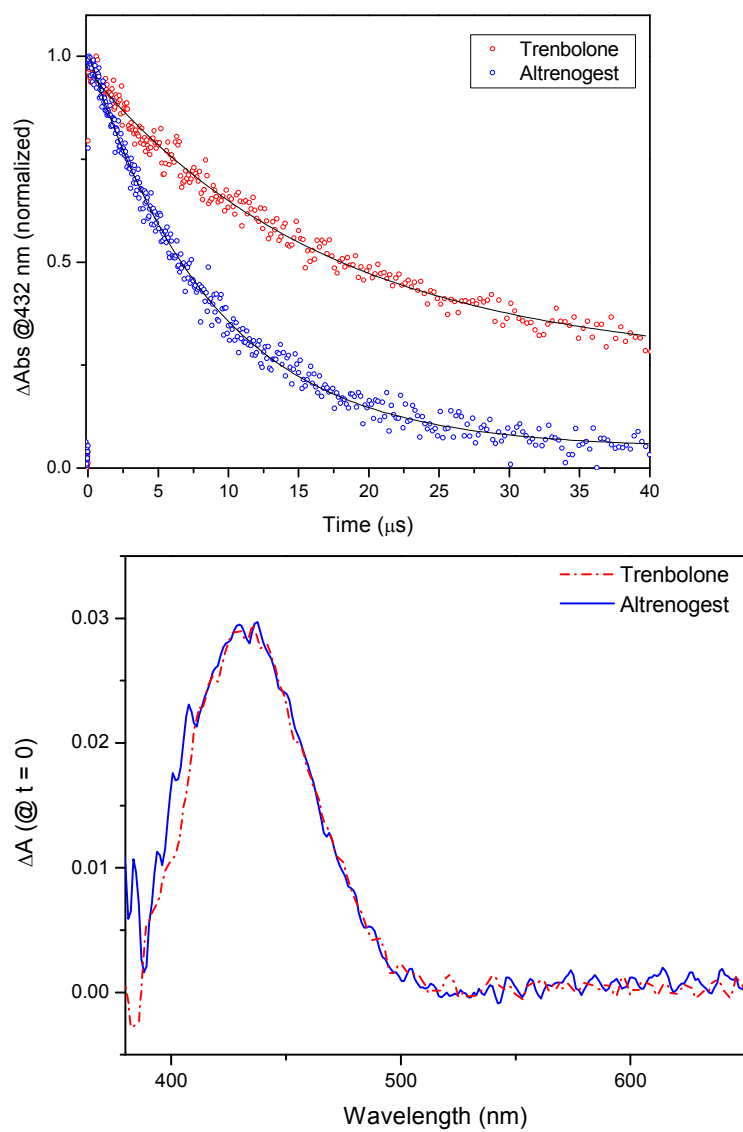 Trenbolone
Altrenogest
1.0
0.5
0.0
ΔAbs @432 nm (normalized)
0 5 10 15 20 25 30 35 40
Time (μs)
Trenbolone
Altrenogest
0.03
0.02
0.01
0.00
ΔA (@ t = 0)
400 500 600
Wavelength (nm)